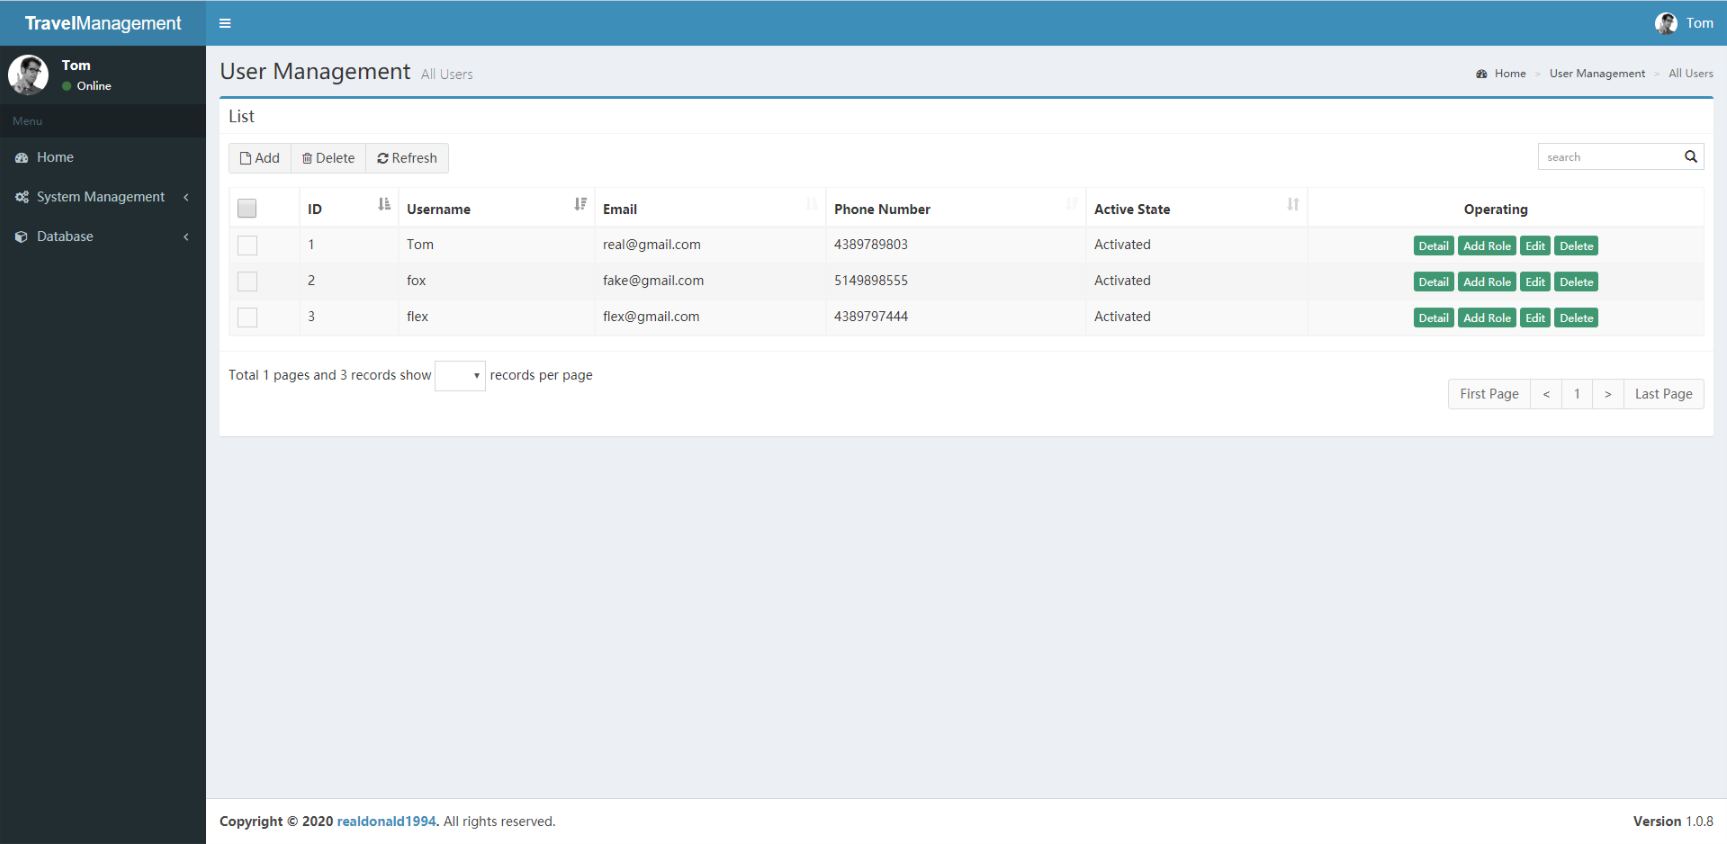 TravelManagement
Tom
Tom
Online
Menu
Home
System Management
Database
User Management All Users
Home > User Management > All Users
List
Add Delete Refresh
search
ID Username Email Phone Number Active State Operating
1 Tom real@gmail.com 4389789803 Activated Detail Add Role Edit Delete
2 fox fake@gmail.com 5149898555 Activated Detail Add Role Edit Delete
3 flex flex@gmail.com 4389797444 Activated Detail Add Role Edit Delete
Total 1 pages and 3 records show records per page
First Page < 1 > Last Page
Copyright © 2020 realdonald1994. All rights reserved.
Version 1.0.8